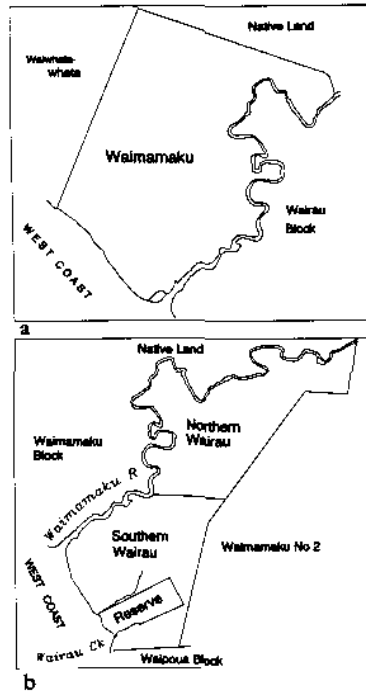 Native Land
Waiwhata-
whata
Waimamaku
Wairau
Block
WEST COAST
a
Native Land
Northern
Wairau
Waimamaku
Block
Waimamaku R
Southern
Wairau
Waimamaku No 2
WEST COAST
Reserve
Wairau Ck
Waipoua Block
b